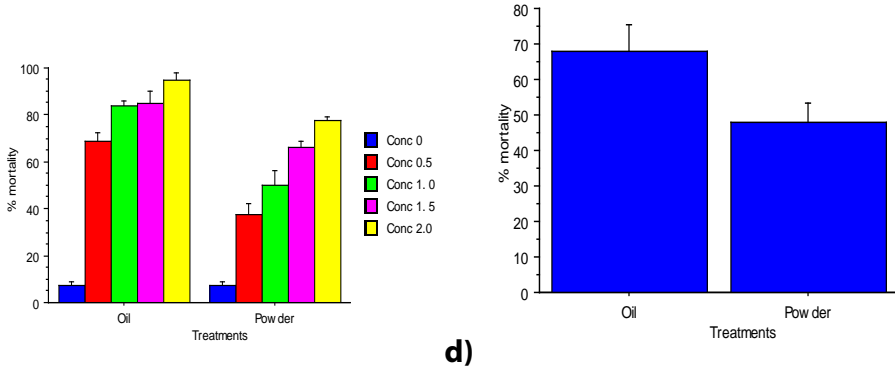 100
80
60
40
20
0
% mortality
Oil
Pow der
Treatments
Conc 0
Conc 0.5
Conc 1. 0
Conc 1. 5
Conc 2.0
d)
80
70
60
50
40
30
20
10
0
% mortality
Oil
Pow der
Treatments